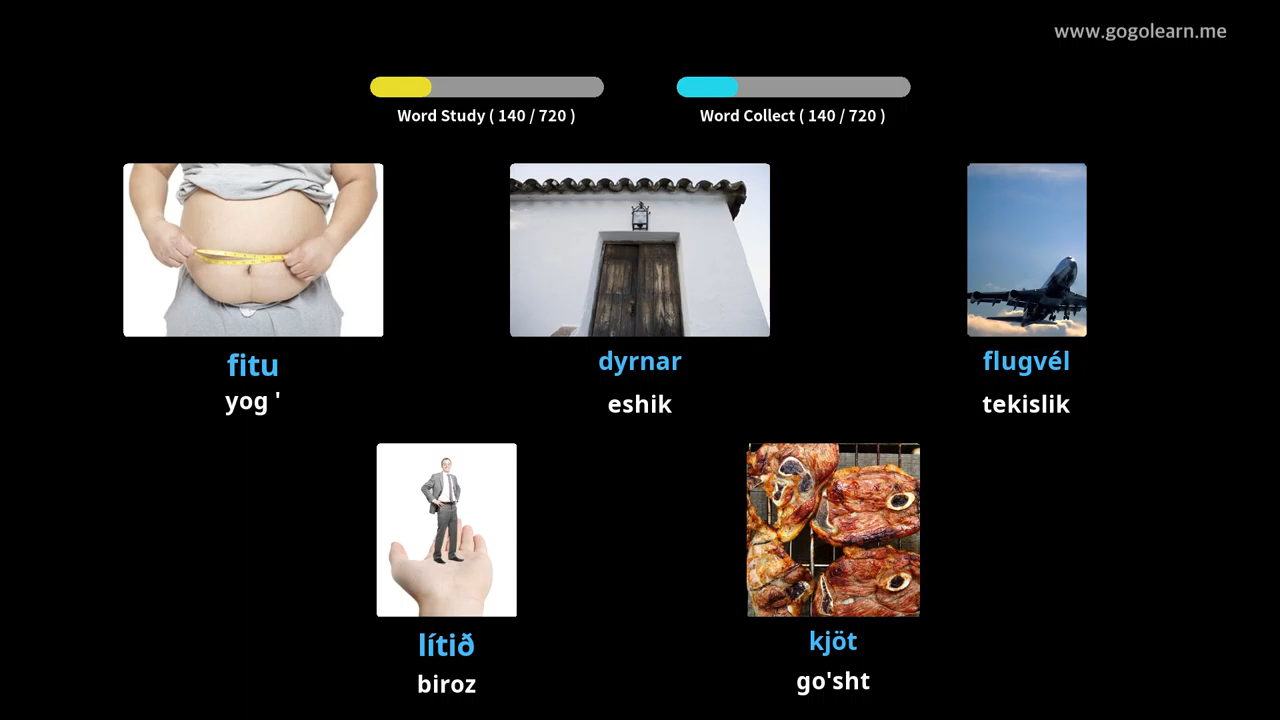 www.gogolearn.me
Word Study ( 140 / 720 )
Word Collect ( 140 / 720 )
fitu
yog '
dyrnar
eshik
flugvél
tekislik
lítið
biroz
kjöt
go'sht